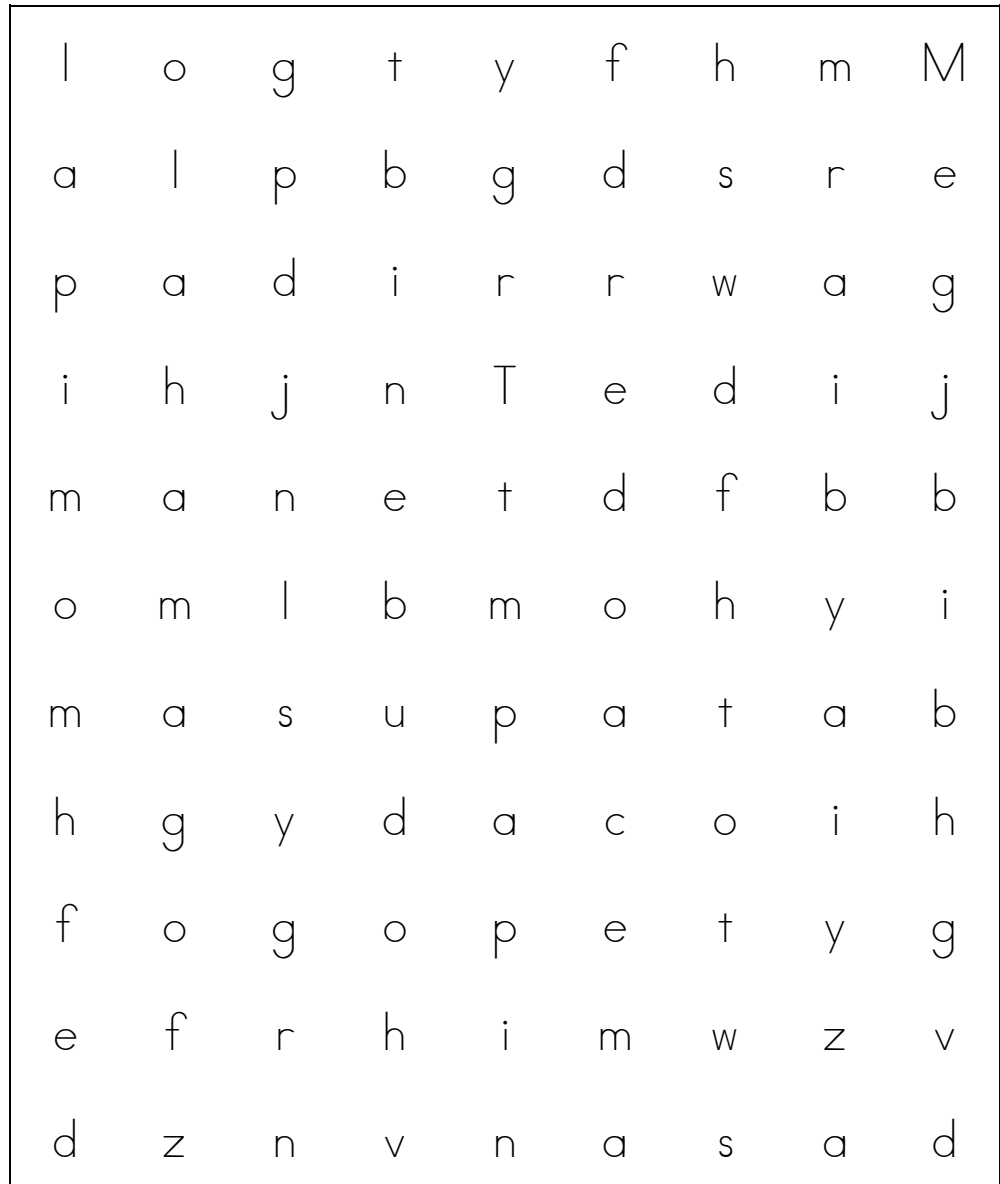 l o g t y f h m M
a l p b g d s r e
p a d i r r w a g
i h j n T e d i j
m a n e t d f b b
o m l b m o h y i
m a s u p a t a b
h g y d a c o i h
f o g o p e t y g
e f r h i m w z v
d z n v n a s a d